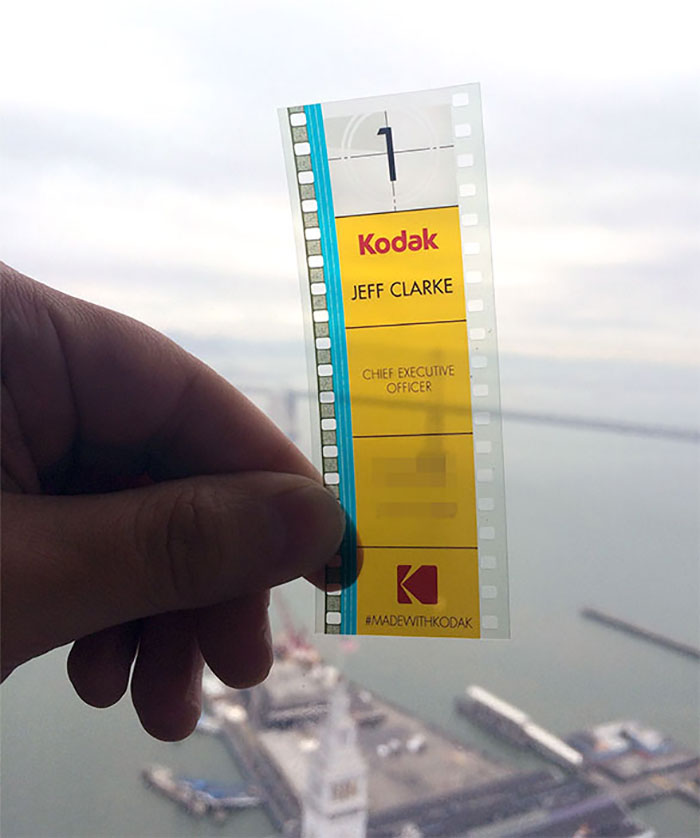 1
Kodak
JEFF CLARKE
CHIEF EXECUTIVE
OFFICER
#MADEWITHKODAK